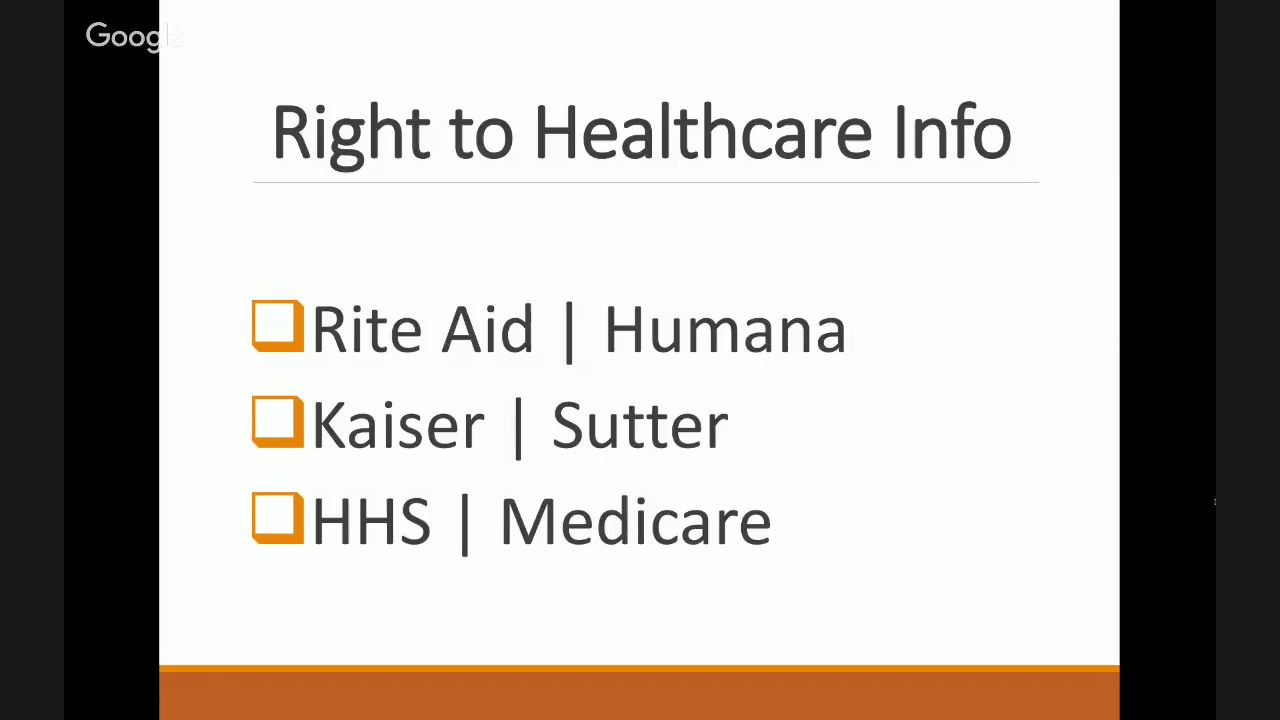 Google
Right to Healthcare Info
Rite Aid | Humana
Kaiser | Sutter
HHS | Medicare